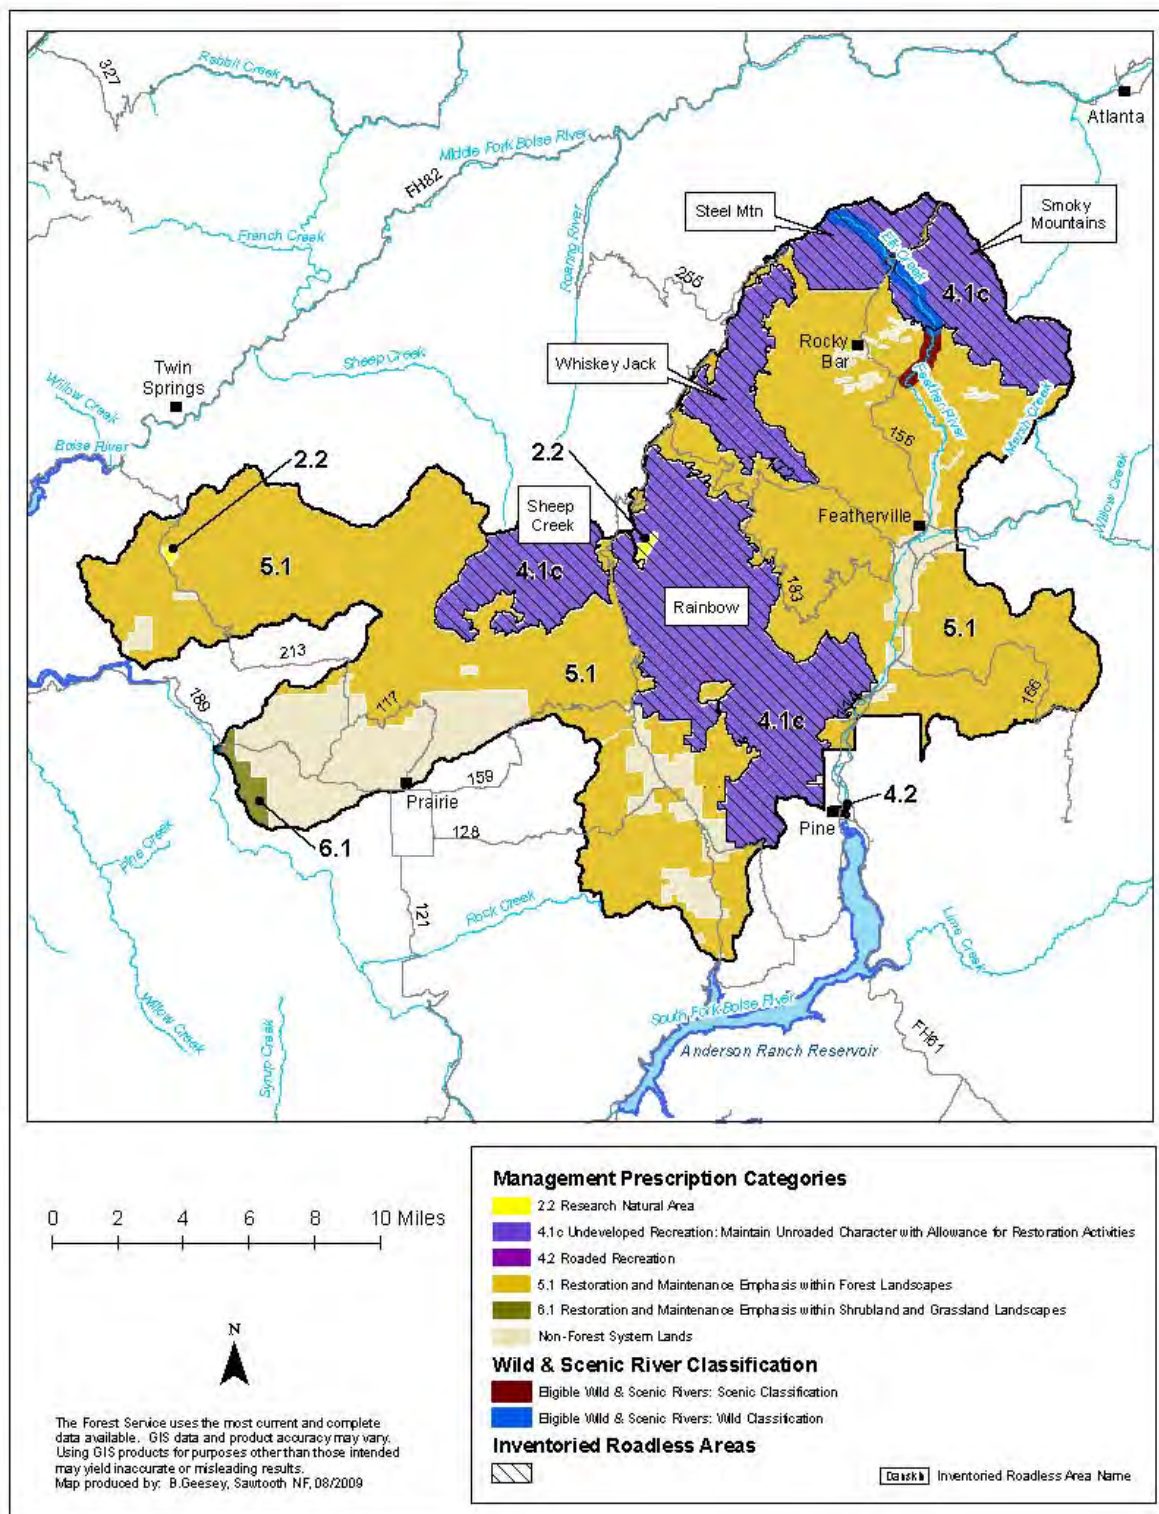 327
Rabbit Creek
Atlanta
Middle Fork Boise River
FH82
Steel Mtn
Smoky
Mountains
French Creek
Roaring River
Elk Creek
255
4.1c
Rocky
Bar
Whiskey Jack
Sheep Creek
Twin
Springs
Willow Creek
Feather River
Marsh Creek
Boise River
156
2.2
2.2
Sheep
Creek
Featherville
Willow Creek
5.1
4.1c
183
Rainbow
5.1
213
5.1
189
117
4.1c
166
159
Prairie
4.2
Pine
128
6.1
Pine Creek
121
Rock Creek
Lime Creek
Willow Creek
Syrup Creek
South Fork Boise River
FH61
Anderson Ranch Reservoir
Management Prescription Categories
2.2 Research Natural Area
4.1c Undeveloped Recreation: Maintain Unroaded Character with Allowance for Restoration Activities
4.2 Roaded Recreation
5.1 Restoration and Maintenance Emphasis within Forest Landscapes
6.1 Restoration and Maintenance Emphasis within Shrubland and Grassland Landscapes
Non-Forest System Lands
Wild & Scenic River Classification
Eligible Wild & Scenic Rivers: Scenic Classification
Eligible Wild & Scenic Rivers: Wild Classification
Inventoried Roadless Areas
Inventoried Roadless Area Name
0 2 4 6 8 10 Miles
N
The Forest Service uses the most current and complete
data available. GIS data and product accuracy may vary.
Using GIS products for purposes other than those intended
may yield inaccurate or misleading results.
Map produced by: B.Geesey, Sawtooth NF, 08/2009